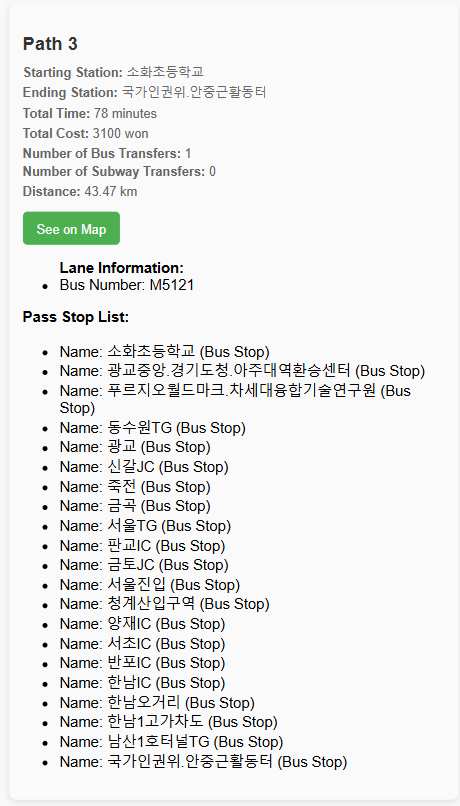 Path 3
Starting Station: 소화초등학교
Ending Station: 국가인권위.안중근활동터
Total Time: 78 minutes
Total Cost: 3100 won
Number of Bus Transfers: 1
Number of Subway Transfers: 0
Distance: 43.47 km
See on Map
Lane Information:
Bus Number: M5121
Pass Stop List:
Name: 소화초등학교 (Bus Stop)
Name: 광교중앙.경기도청.아주대역환승센터 (Bus Stop)
Name: 푸르지오월드마크.차세대융합기술연구원 (Bus
Stop)
Name: 동수원TG (Bus Stop)
Name: 광교 (Bus Stop)
Name: 신갈JC (Bus Stop)
Name: 죽전 (Bus Stop)
Name: 금곡 (Bus Stop)
Name: 서울TG (Bus Stop)
Name: 판교IC (Bus Stop)
Name: 금토JC (Bus Stop)
Name: 서울진입 (Bus Stop)
Name: 청계산입구역 (Bus Stop)
Name: 양재IC (Bus Stop)
Name: 서초IC (Bus Stop)
Name: 반포IC (Bus Stop)
Name: 한남IC (Bus Stop)
Name: 한남오거리 (Bus Stop)
Name: 한남1고가차도 (Bus Stop)
Name: 남산1호터널TG (Bus Stop)
Name: 국가인권위.안중근활동터 (Bus Stop)